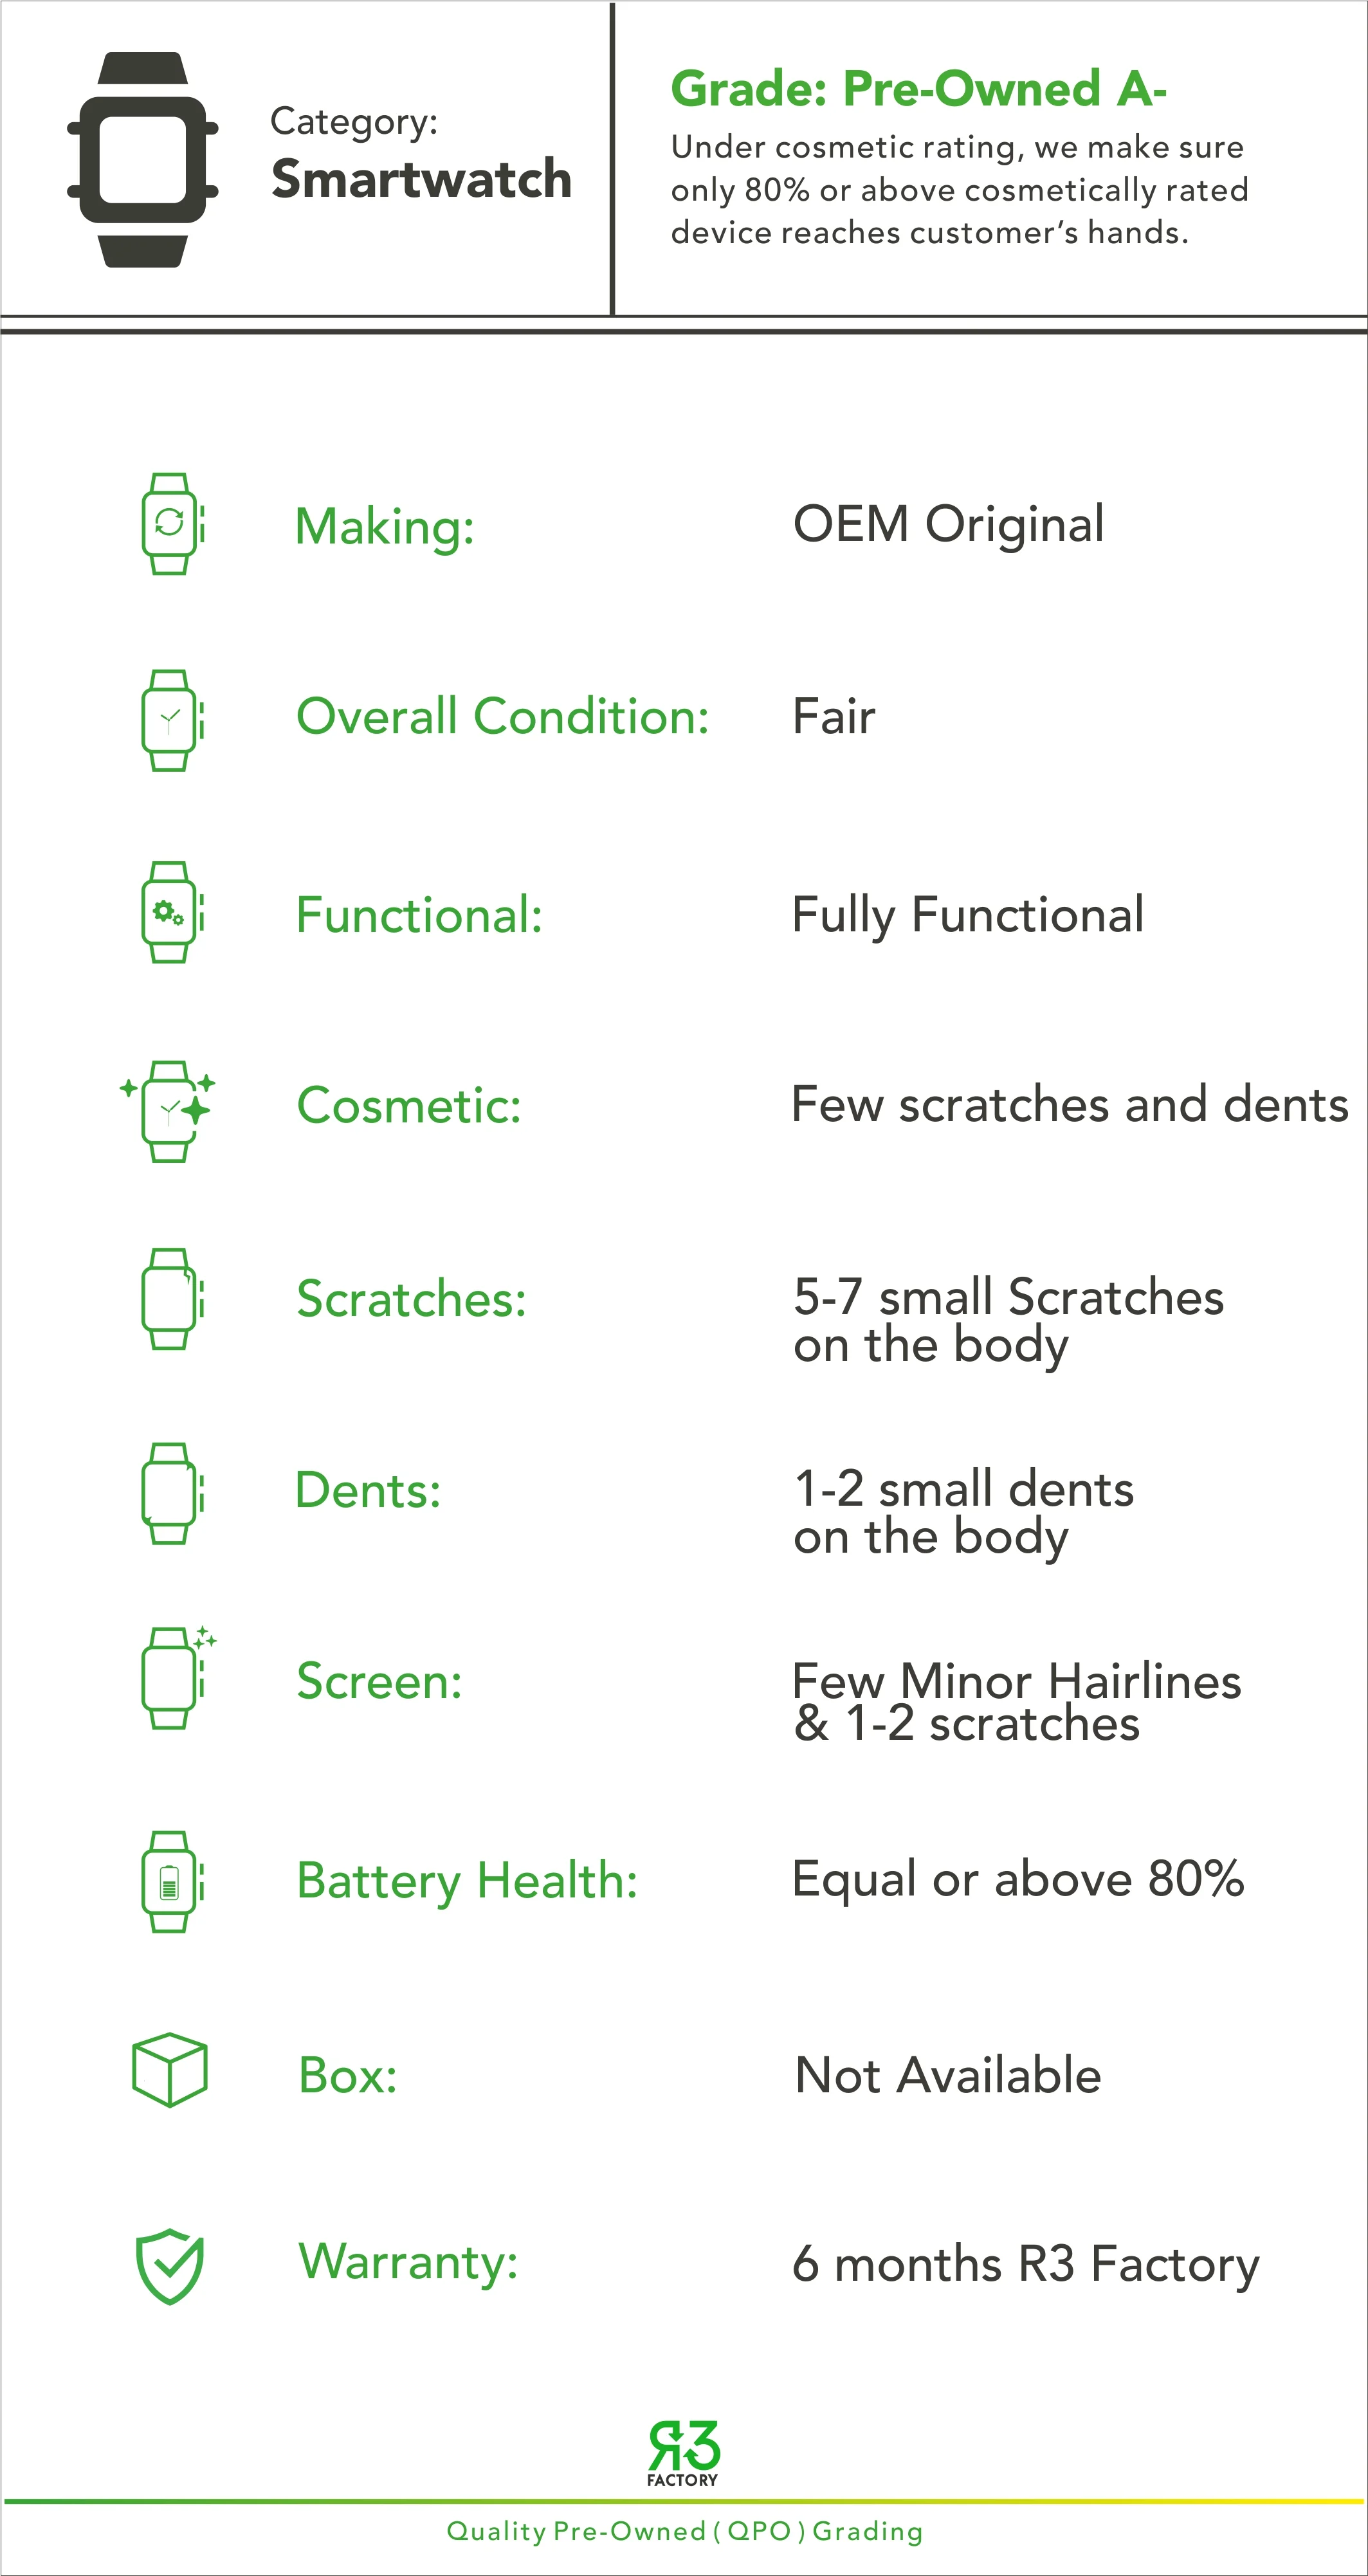 Category:
Smartwatch
Grade: Pre-Owned A-
Under cosmetic rating, we make sure
only 80% or above cosmetically rated
device reaches customer’s hands.
Making:
OEM Original
Overall Condition:
Fair
Functional:
Fully Functional
Cosmetic:
Few scratches and dents
Scratches:
5-7 small Scratches
on the body
Dents:
1-2 small dents
on the body
Screen:
Few Minor Hairlines
& 1-2 scratches
Battery Health:
Equal or above 80%
Box:
Not Available
Warranty:
6 months R3 Factory
R3
FACTORY
Quality Pre-Owned ( QPO ) Grading